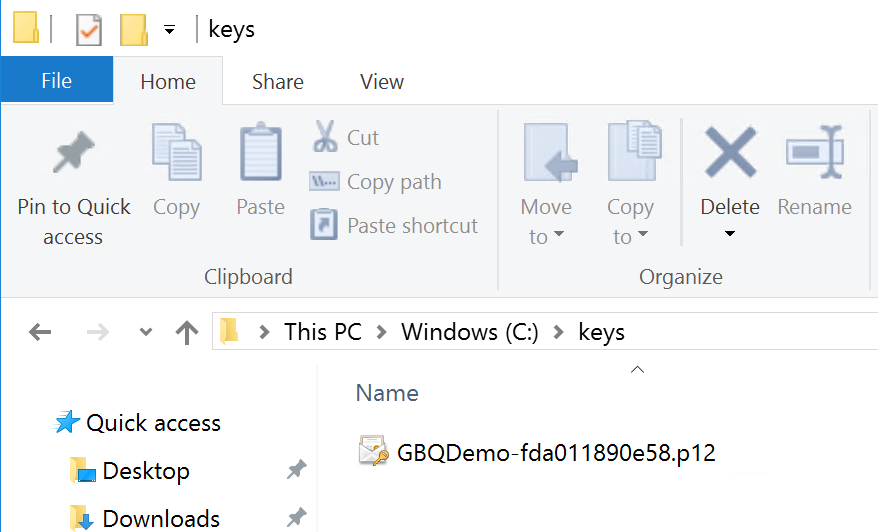 keys
File Home Share View
Cut
Copy path
Pin to Quick access Copy Paste Paste shortcut Move to Copy to Delete Rename
Clipboard Organize
This PC Windows (C:) keys
Name
Quick access
GBQDemo-fda011890e58.p12
Desktop
Downloads